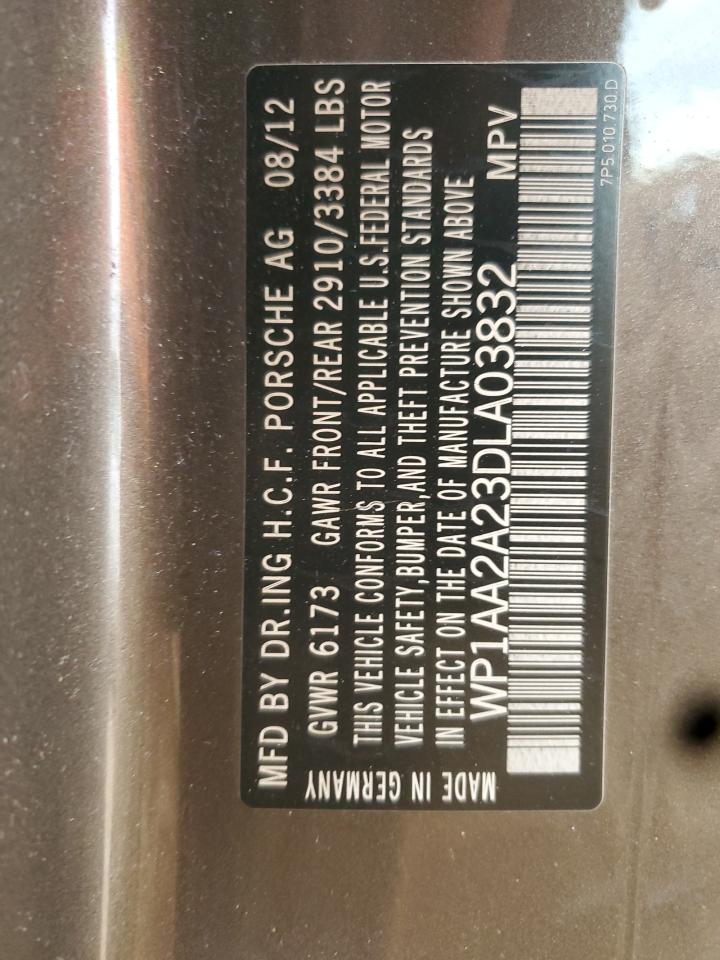 MFD BY DR.ING H.C.F. PORSCHE AG 08/12
GVWR 6173 GAWR FRONT/REAR 2910/3384 LBS
THIS VEHICLE CONFORMS TO ALL APPLICABLE U.S.FEDERAL MOTOR
VEHICLE SAFETY,BUMPER,AND THEFT PREVENTION STANDARDS
IN EFFECT ON THE DATE OF MANUFACTURE SHOWN ABOVE
WP1AA2A23DLA03832 MPV
MADE IN GERMANY
7P5.010.730.D